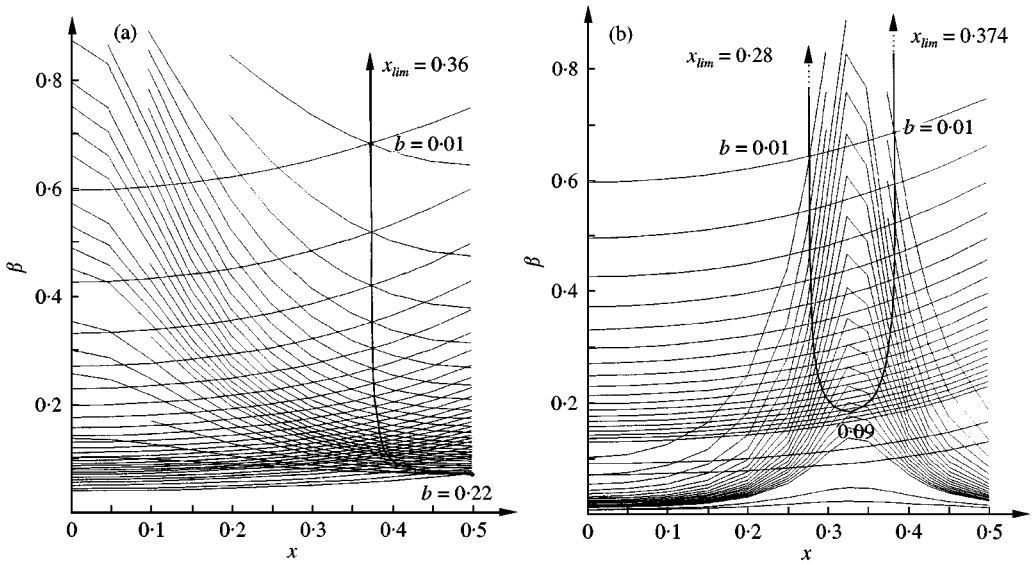 (a)
x_lim = 0·36
b = 0·01
b = 0·22
β
0·8
0·6
0·4
0·2
0
0
0·1
0·2
0·3
0·4
0·5
x
(b)
x_lim = 0·28
x_lim = 0·374
b = 0·01
b = 0·01
0·09
β
0·8
0·6
0·4
0·2
0
0
0·1
0·2
0·3
0·4
0·5
x